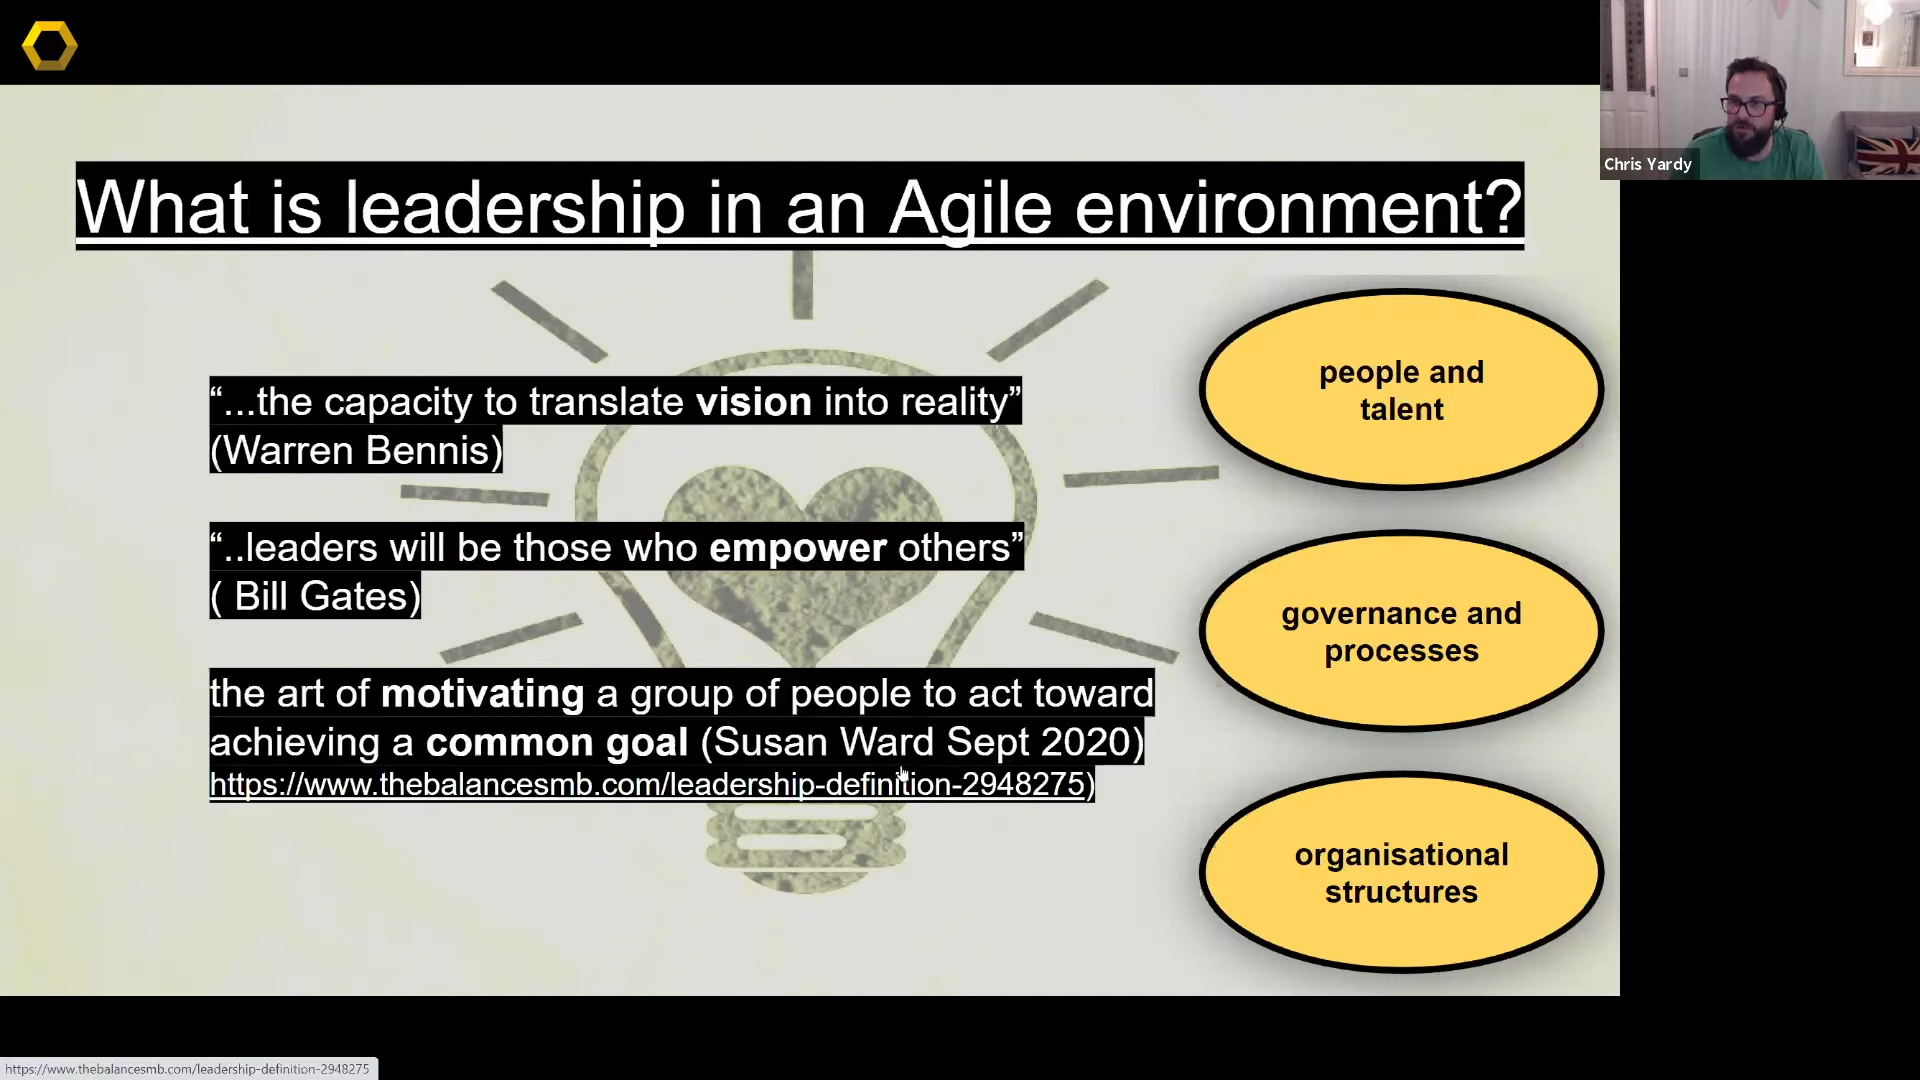 Chris Yardy
What is leadership in an Agile environment?
“...the capacity to translate vision into reality”
(Warren Bennis)
“..leaders will be those who empower others”
( Bill Gates)
the art of motivating a group of people to act toward
achieving a common goal (Susan Ward Sept 2020)
https://www.thebalancesmb.com/leadership-definition-2948275)
people and
talent
governance and
processes
organisational
structures
https://www.thebalancesmb.com/leadership-definition-2948275